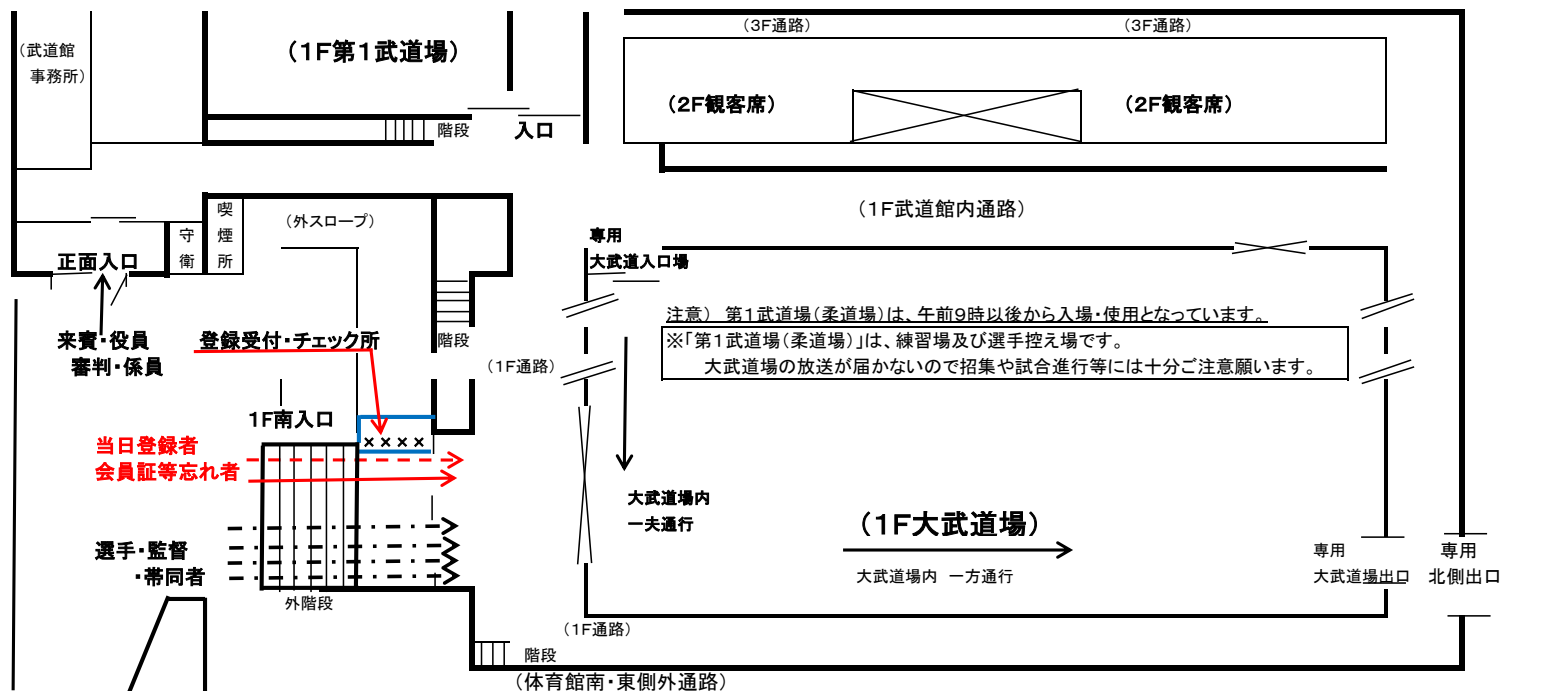 (3F通路)
(3F通路)
(武道館
事務所)
(1F第1武道場)
(2F観客席)
(2F観客席)
階段
入口
(1F武道館内通路)
喫
煙
所
守
衛
(外スロープ)
正面入口
専用
大武道入口場
注意) 第1武道場(柔道場)は、午前9時以後から入場・使用となっています。
※「第1武道場(柔道場)」は、練習場及び選手控え場です。
大武道場の放送が届かないので招集や試合進行等には十分ご注意願います。
来賓・役員
審判・係員
登録受付・チェック所
階段
(1F通路)
1F南入口
××××
当日登録者
会員証等忘れ者
大武道場内
一夫通行
(1F大武道場)
大武道場内 一方通行
選手・監督
・帯同者
専用
大武道場出口
専用
北側出口
外階段
(1F通路)
階段
(体育館南・東側外通路)